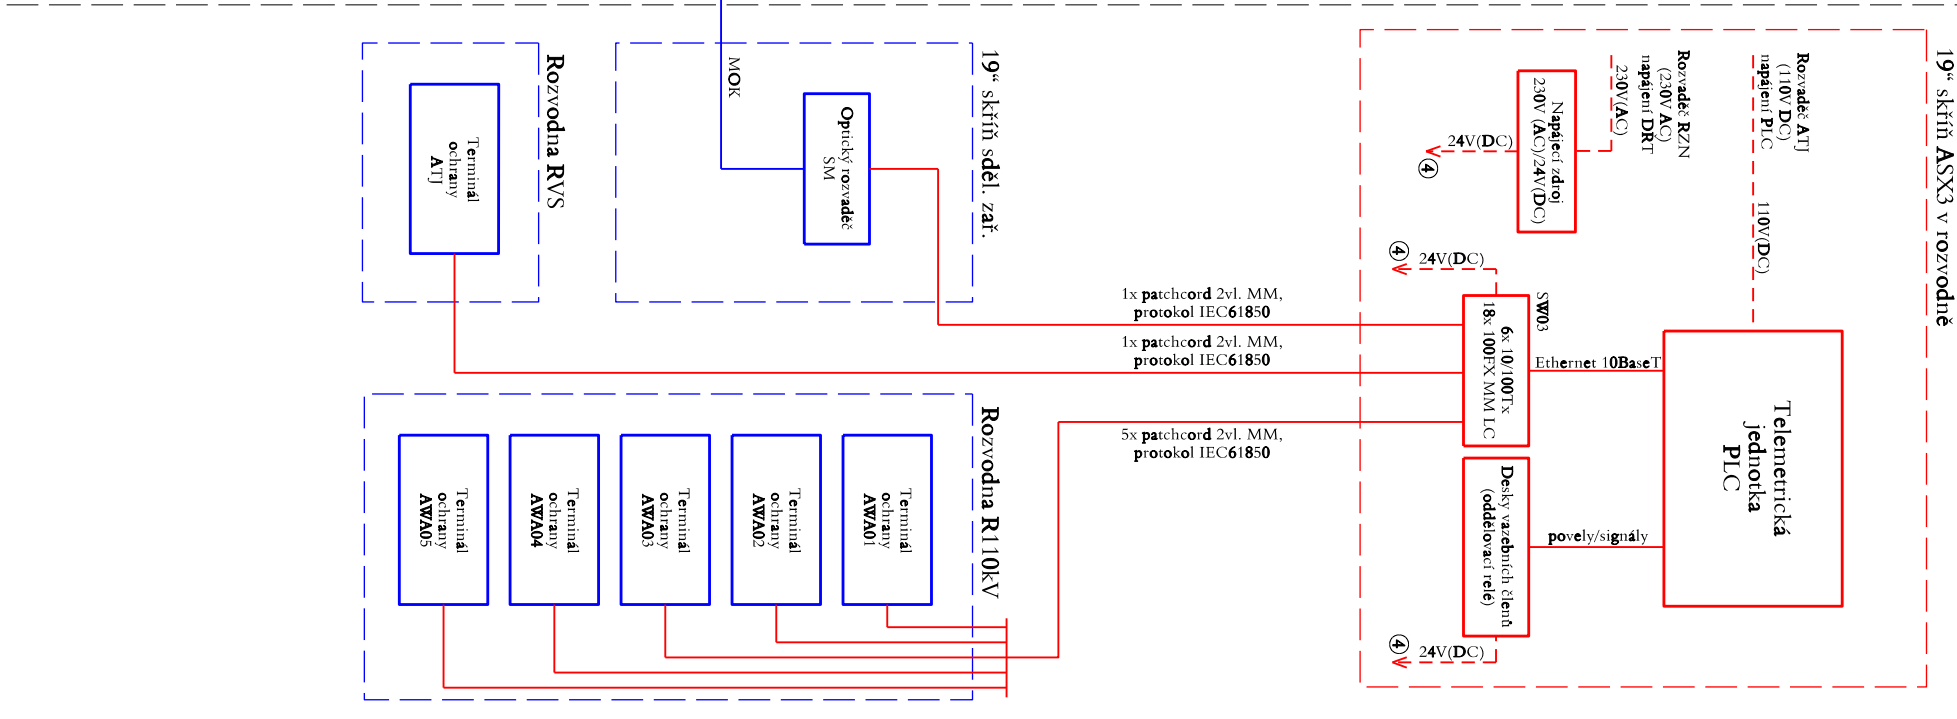 19“ skříň ASX3 v rozvodně
Rozvaděč ATJ
(110V DC)
napájení PLC
110V(DC)
Rozvaděč RZN
(230V AC)
napájení DRT
230V(AC)
Napájecí zdroj
230V (AC)/24V(DC)
24V(DC)
4
4
24V(DC)
SW03
6x 10/100Tx
18x 100FX MM LC
Ethernet 10BaseT
Telemetrická
jednotka
PLC
Desky vazebních členů
(oddělovací relé)
povely/signály
4
24V(DC)
1x patchcord 2vl. MM,
protokol IEC61850
1x patchcord 2vl. MM,
protokol IEC61850
5x patchcord 2vl. MM,
protokol IEC61850
19“ skříň sděl. zař.
MOK
Optický rozvaděč
SM
Rozvodna RVS
Terminál
ochrany
ATJ
Rozvodna R110kV
Terminál
ochrany
AWA01
Terminál
ochrany
AWA02
Terminál
ochrany
AWA03
Terminál
ochrany
AWA04
Terminál
ochrany
AWA05